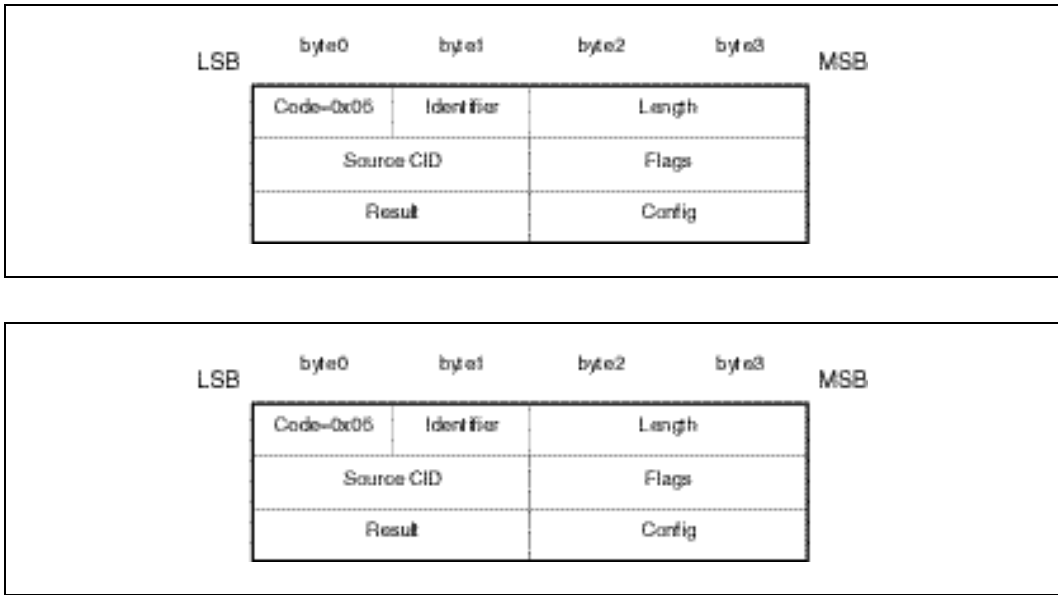 byte0 byte1 byte2 byte3
LSB MSB
Code=0x05 Identifier Length
Source CID Flags
Result Config
byte0 byte1 byte2 byte3
LSB MSB
Code=0x05 Identifier Length
Source CID Flags
Result Config